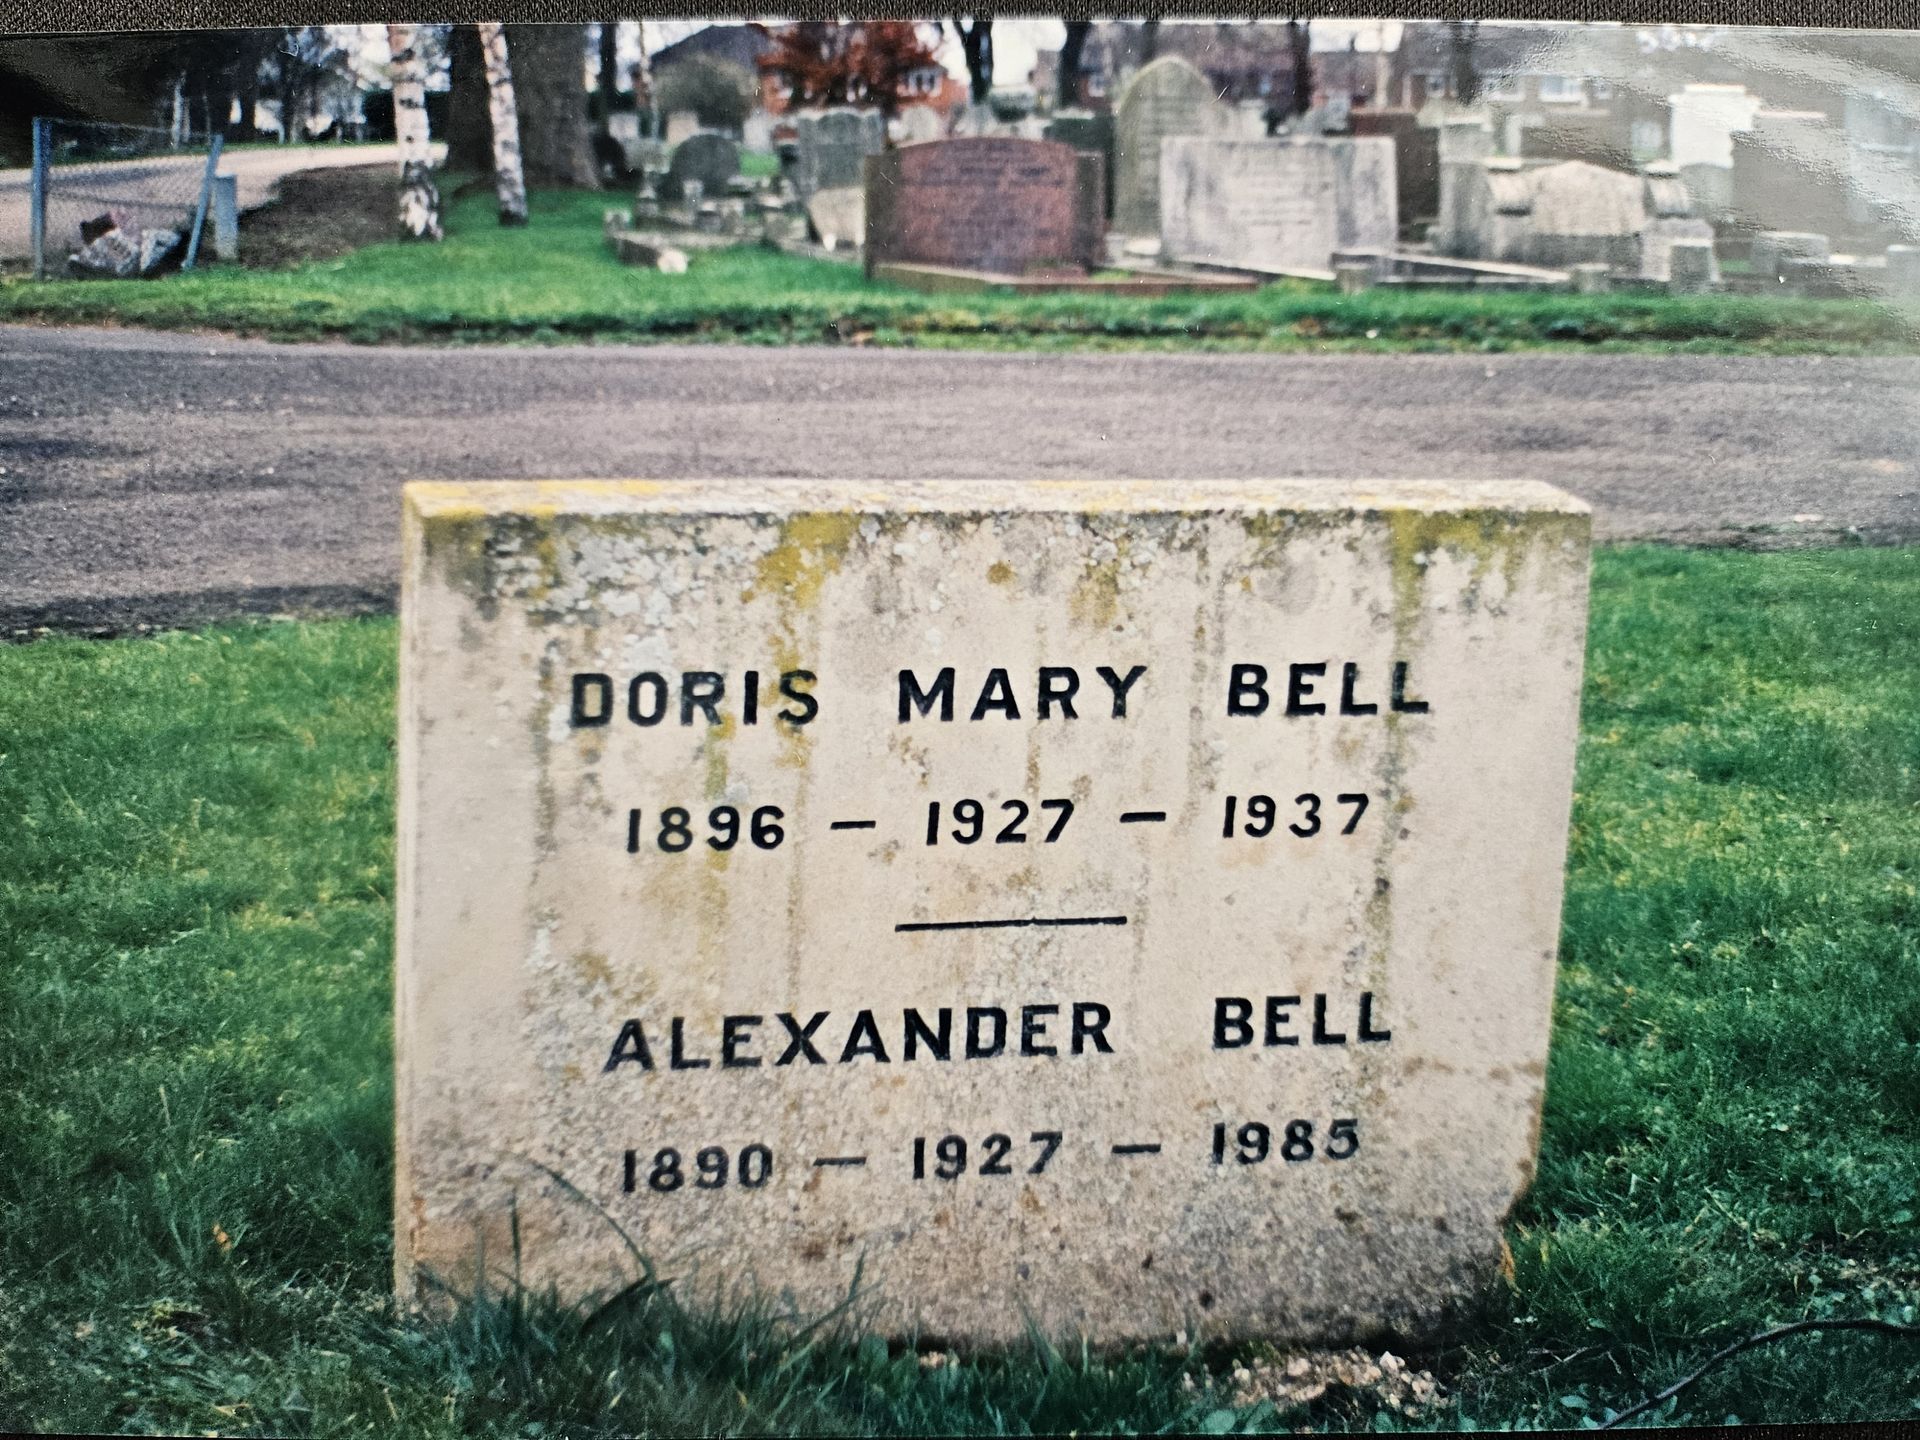 DORIS MARY BELL
1896 — 1927 — 1937
ALEXANDER BELL
1890 — 1927 — 1985